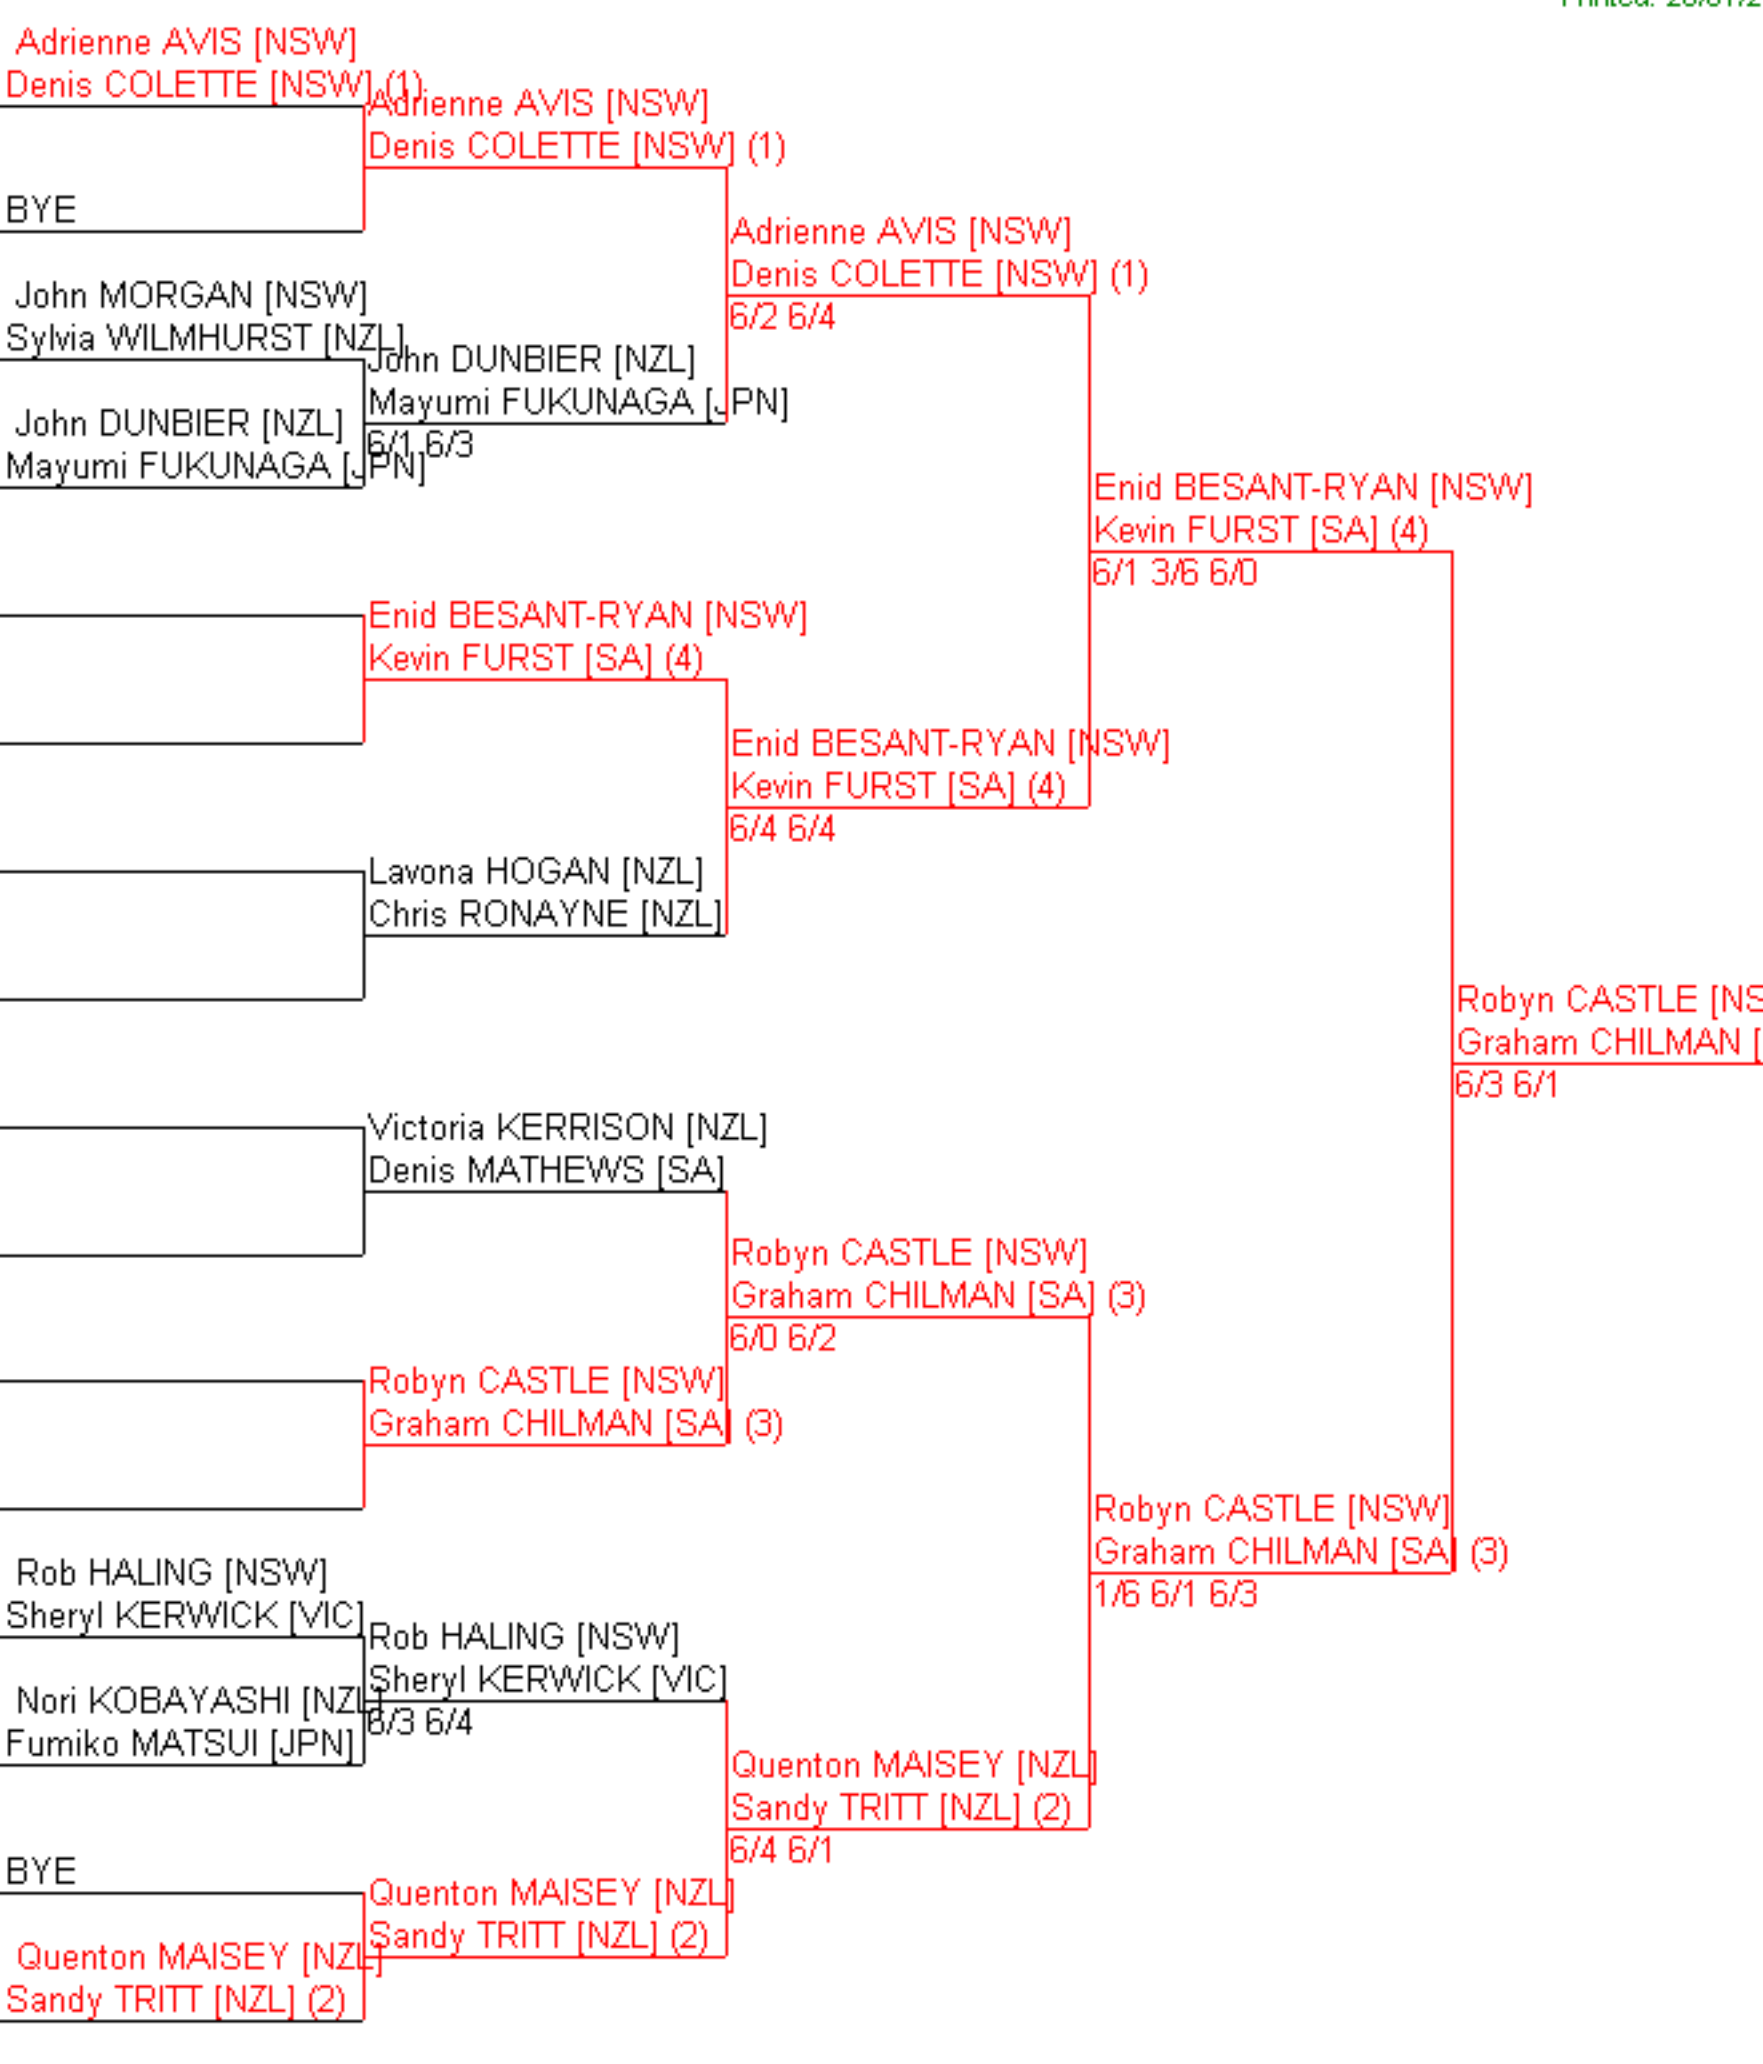 Adrienne AVIS [NSW]
Denis COLETTE [NSW] (1)
BYE
John MORGAN [NSW]
Sylvia WILMHURST [NZL]
John DUNBIER [NZL]
Mayumi FUKUNAGA [JPN]
Rob HALING [NSW]
Sheryl KERWICK [VIC]
Nori KOBAYASHI [NZL]
Fumiko MATSUI [JPN]
BYE
Quenton MAISEY [NZL]
Sandy TRITT [NZL] (2)
Adrienne AVIS [NSW]
Denis COLETTE [NSW] (1)
John DUNBIER [NZL]
Mayumi FUKUNAGA [JPN]
6/1 6/3
Enid BESANT-RYAN [NSW]
Kevin FURST [SA] (4)
Lavona HOGAN [NZL]
Chris RONAYNE [NZL]
Victoria KERRISON [NZL]
Denis MATHEWS [SA]
Robyn CASTLE [NSW]
Graham CHILMAN [SA] (3)
Rob HALING [NSW]
Sheryl KERWICK [VIC]
6/3 6/4
Quenton MAISEY [NZL]
Sandy TRITT [NZL] (2)
Adrienne AVIS [NSW]
Denis COLETTE [NSW] (1)
6/2 6/4
Enid BESANT-RYAN [NSW]
Kevin FURST [SA] (4)
6/4 6/4
Robyn CASTLE [NSW]
Graham CHILMAN [SA] (3)
6/0 6/2
Quenton MAISEY [NZL]
Sandy TRITT [NZL] (2)
6/4 6/1
Enid BESANT-RYAN [NSW]
Kevin FURST [SA] (4)
6/1 3/6 6/0
Robyn CASTLE [NSW]
Graham CHILMAN [SA] (3)
1/6 6/1 6/3
Robyn CASTLE [NS
Graham CHILMAN [
6/3 6/1